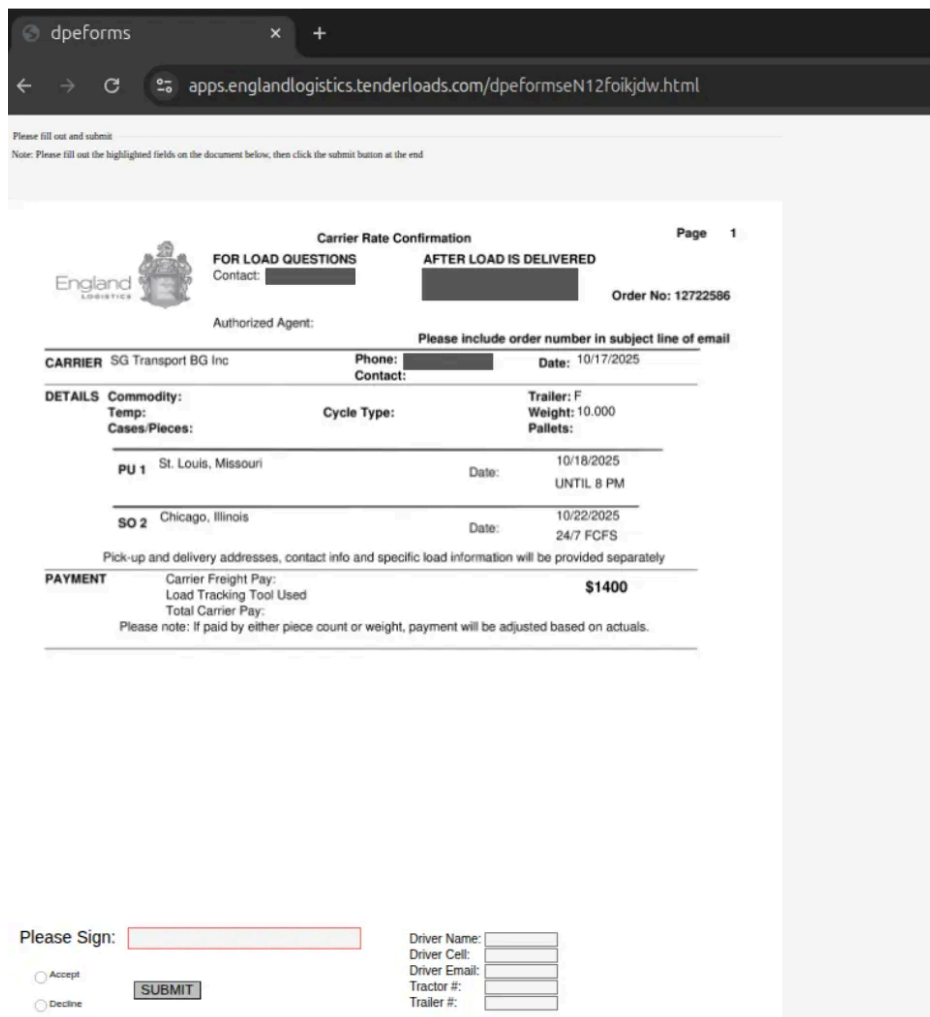 dpeforms
apps.englandlogistics.tenderloads.com/dpeformseN12foikjdw.html
Please fill out and submit
Note: Please fill out the highlighted fields on the document below, then click the submit button at the end
Carrier Rate Confirmation
Page 1
England
LOGISTICS
FOR LOAD QUESTIONS
Contact:
AFTER LOAD IS DELIVERED
Order No: 12722586
Authorized Agent:
Please include order number in subject line of email
CARRIER SG Transport BG Inc Phone: Date: 10/17/2025
Contact:
DETAILS Commodity: Trailer: F
Temp: Cycle Type: Weight: 10.000
Cases/Pieces: Pallets:
PU 1 St. Louis, Missouri Date: 10/18/2025
UNTIL 8 PM
SO 2 Chicago, Illinois Date: 10/22/2025
24/7 FCFS
Pick-up and delivery addresses, contact info and specific load information will be provided separately
PAYMENT Carrier Freight Pay: $1400
Load Tracking Tool Used
Total Carrier Pay:
Please note: If paid by either piece count or weight, payment will be adjusted based on actuals.
Please Sign:
Accept
Decline
SUBMIT
Driver Name:
Driver Cell:
Driver Email:
Tractor #:
Trailer #: